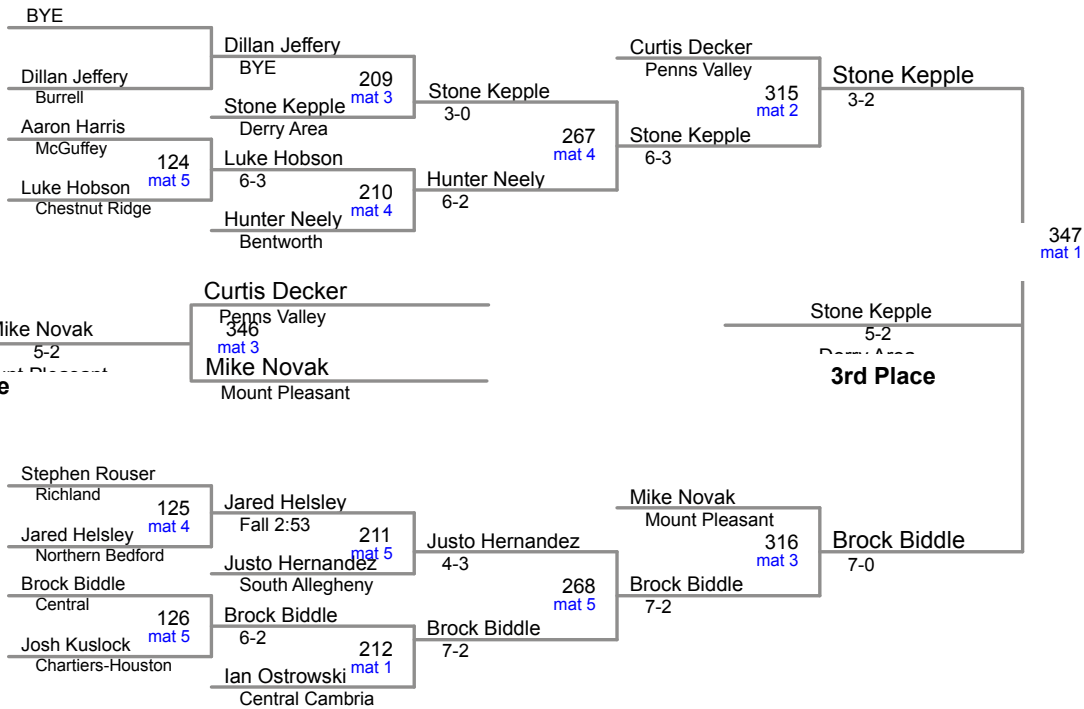 BYE
Dillan Jeffery
Burrell
Aaron Harris
McGuffey
124
mat 5
Luke Hobson
Chestnut Ridge
Dillan Jeffery
BYE
209
mat 3
Stone Kepple
Derry Area
Luke Hobson
6-3
210
mat 4
Hunter Neely
Bentworth
Stone Kepple
3-0
267
mat 4
Hunter Neely
6-2
Curtis Decker
Penns Valley
315
mat 2
Stone Kepple
6-3
Stone Kepple
3-2
347
mat 1
Mike Novak
5-2
Curtis Decker
Penns Valley
346
mat 3
Mike Novak
Mount Pleasant
Stone Kepple
5-2
3rd Place
Stephen Rouser
Richland
125
mat 4
Jared Helsley
Northern Bedford
Brock Biddle
Central
126
mat 5
Josh Kuslock
Chartiers-Houston
Jared Helsley
Fall 2:53
211
mat 5
Justo Hernandez
South Allegheny
Brock Biddle
6-2
212
mat 1
Ian Ostrowski
Central Cambria
Justo Hernandez
4-3
268
mat 5
Brock Biddle
7-2
Mike Novak
Mount Pleasant
316
mat 3
Brock Biddle
7-2
Brock Biddle
7-0